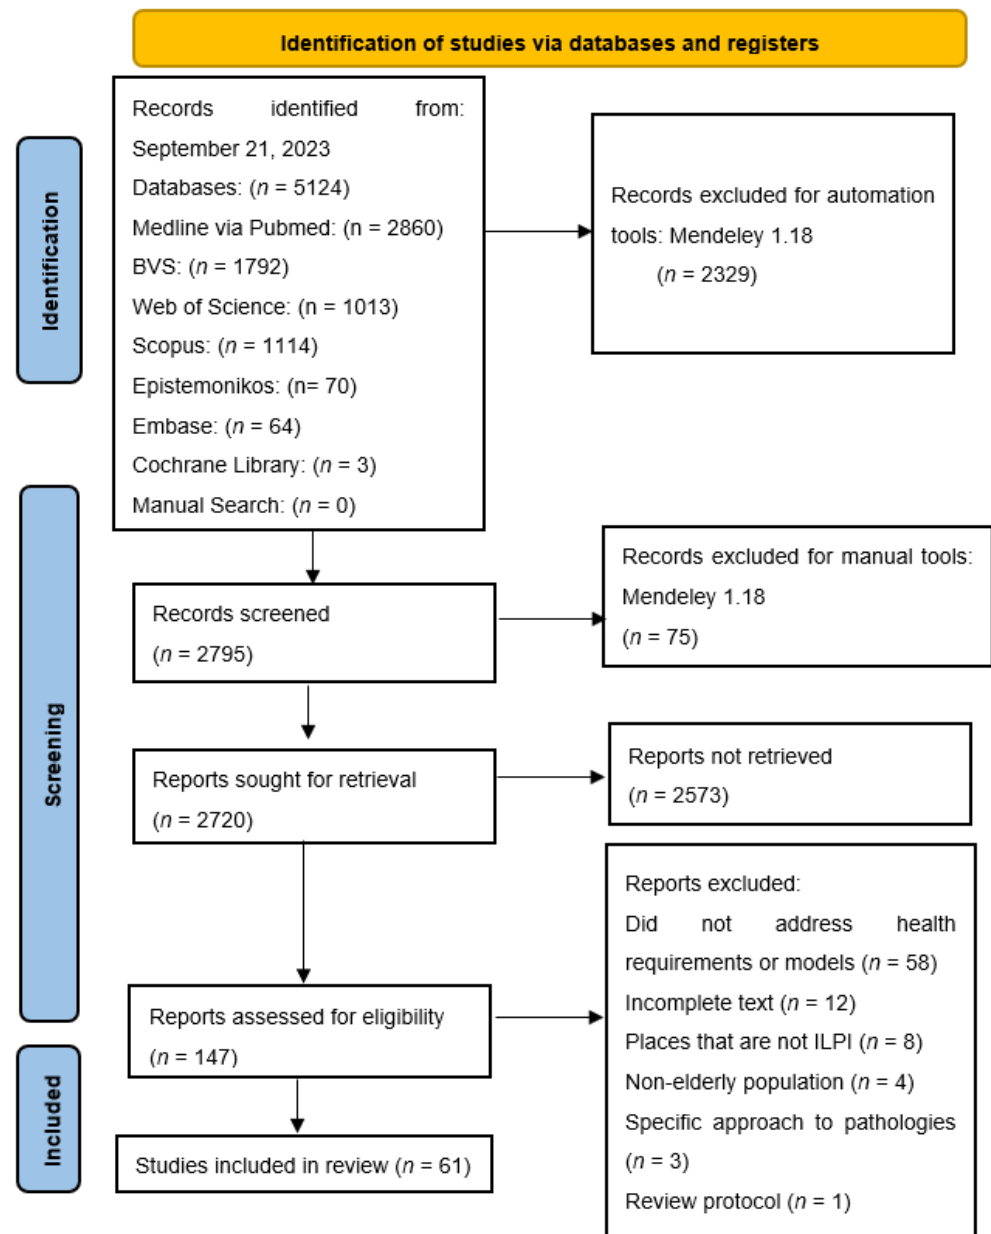 Identification of studies via databases and registers
Identification
Records identified from:
September 21, 2023
Databases: (n = 5124)
Medline via Pubmed: (n = 2860)
BVS: (n = 1792)
Web of Science: (n = 1013)
Scopus: (n = 1114)
Epistemonikos: (n= 70)
Embase: (n = 64)
Cochrane Library: (n = 3)
Manual Search: (n = 0)
Records excluded for automation
tools: Mendeley 1.18
(n = 2329)
Screening
Records screened
(n = 2795)
Records excluded for manual tools:
Mendeley 1.18
(n = 75)
Reports sought for retrieval
(n = 2720)
Reports not retrieved
(n = 2573)
Reports assessed for eligibility
(n = 147)
Reports excluded:
Did not address health
requirements or models (n = 58)
Incomplete text (n = 12)
Places that are not ILPI (n = 8)
Non-elderly population (n = 4)
Specific approach to pathologies
(n = 3)
Review protocol (n = 1)
Included
Studies included in review (n = 61)